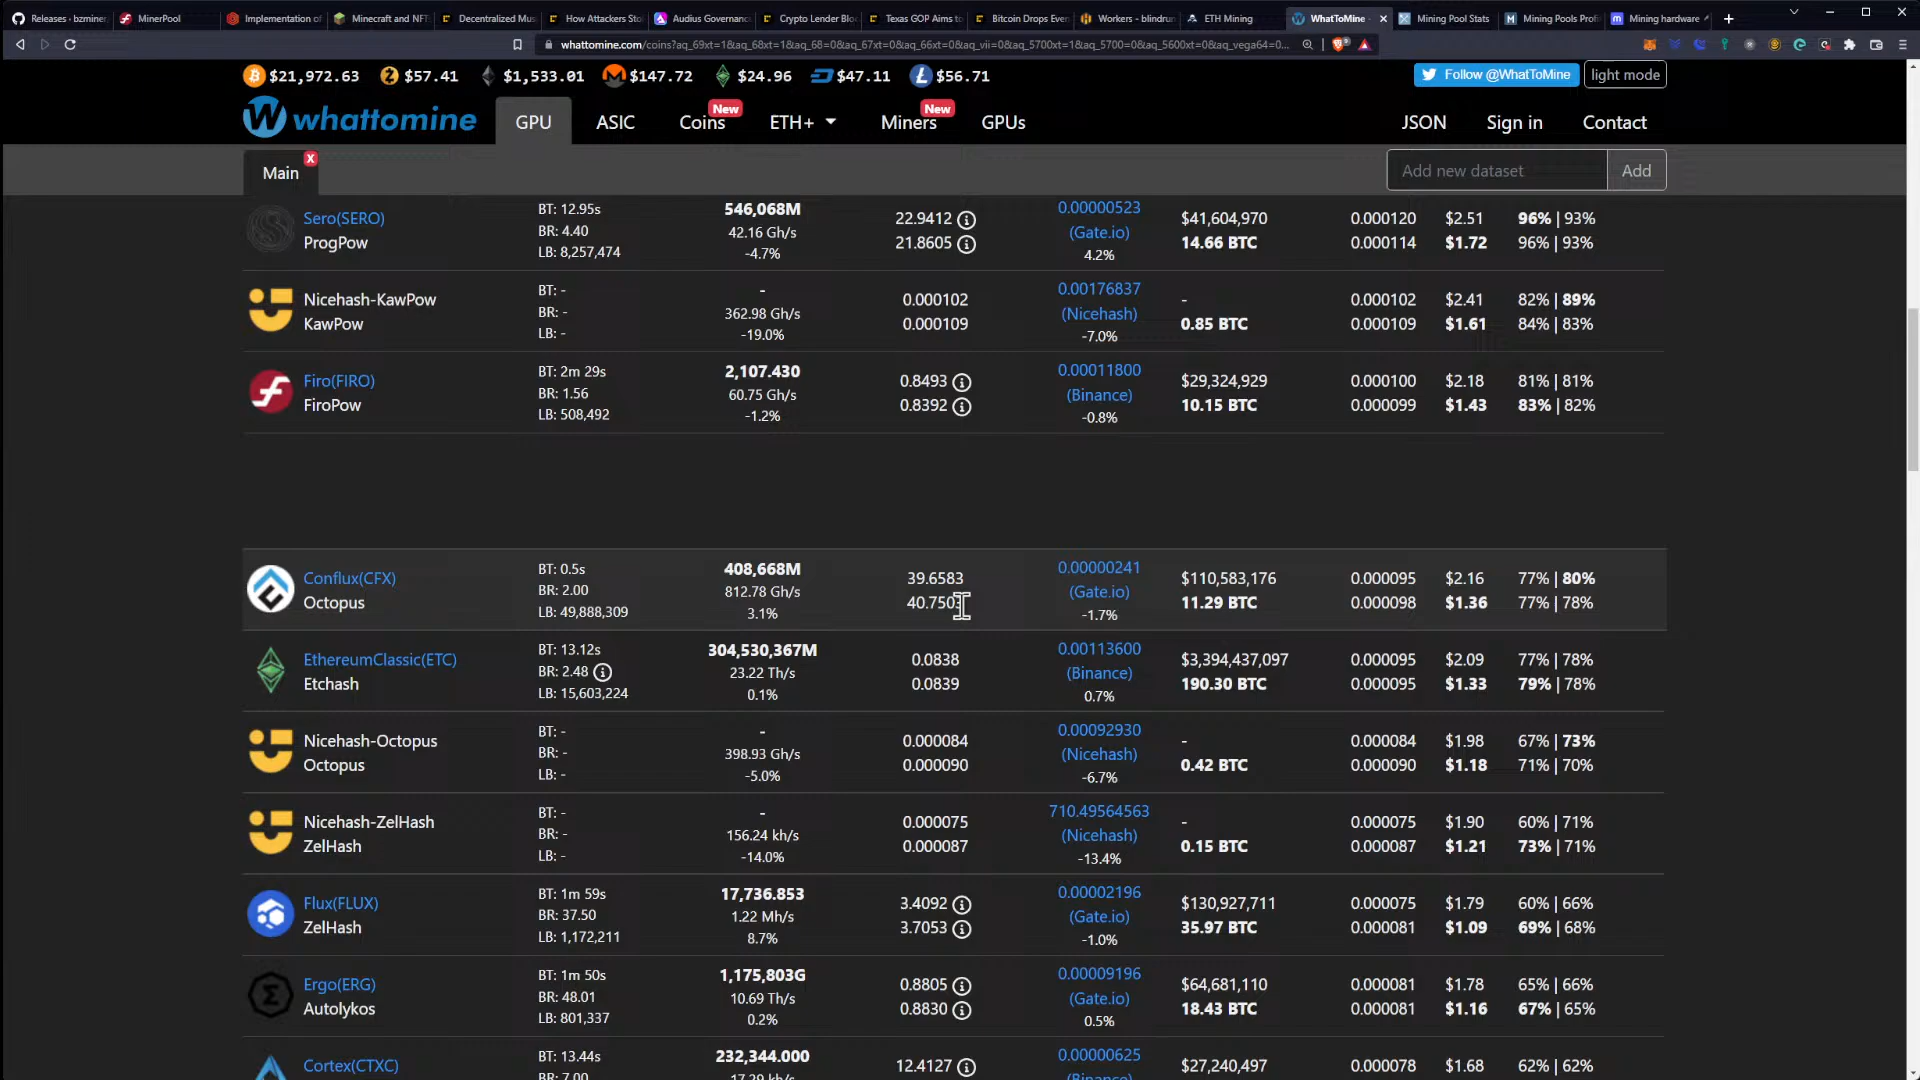 Releases · bzminer
MinerPool
Implementation of
Minecraft and NFT
Decentralized Mus
How Attackers Sto
Audius Governanc
Crypto Lender Blo
Texas GOP Aims to
Bitcoin Drops Even
Workers - blindrun
ETH Mining
WhatToMine
Mining Pool Stats
Mining Pools Profi
Mining hardware
whattomine.com/coins?aq_69xt=1&aq_68xt=1&aq_68=0&aq_67xt=0&aq_66xt=0&aq_vii=0&aq_5700xt=1&aq_5700=0&aq_5600xt=0&aq_vega64=0...
$21,972.63 $57.41 $1,533.01 $147.72 $24.96 $47.11 $56.71
Follow @WhatToMine light mode
whattomine GPU ASIC Coins New ETH+ Miners New GPUs JSON Sign in Contact
Main x Add new dataset Add
Sero(SERO) BT: 12.95s 546,068M 22.9412 0.00000523 $41,604,970 0.000120 $2.51 96% | 93%
ProgPow BR: 4.40 42.16 Gh/s 21.8605 (Gate.io) 14.66 BTC 0.000114 $1.72 96% | 93%
LB: 8,257,474 -4.7% 4.2%
Nicehash-KawPow BT: - - 0.000102 0.00176837 - 0.000102 $2.41 82% | 89%
KawPow BR: - 362.98 Gh/s 0.000109 (Nicehash) 0.85 BTC 0.000109 $1.61 84% | 83%
LB: - -19.0% -7.0%
Firo(FIRO) BT: 2m 29s 2,107.430 0.8493 0.00011800 $29,324,929 0.000100 $2.18 81% | 81%
FiroPow BR: 1.56 60.75 Gh/s 0.8392 (Binance) 10.15 BTC 0.000099 $1.43 83% | 82%
LB: 508,492 -1.2% -0.8%
Conflux(CFX) BT: 0.5s 408,668M 39.6583 0.00000241 $110,583,176 0.000095 $2.16 77% | 80%
Octopus BR: 2.00 812.78 Gh/s (Gate.io) 11.29 BTC 0.000098 $1.36 77% | 78%
LB: 49,888,309 3.1% -1.7%
EthereumClassic(ETC) BT: 13.12s 304,530,367M 0.0838 0.00113600 $3,394,437,097 0.000095 $2.09 77% | 78%
Etchash BR: 2.48 23.22 Th/s 0.0839 (Binance) 190.30 BTC 0.000095 $1.33 79% | 78%
LB: 15,603,224 0.1% 0.7%
Nicehash-Octopus BT: - - 0.000084 0.00092930 - 0.000084 $1.98 67% | 73%
Octopus BR: - 398.93 Gh/s 0.000090 (Nicehash) 0.42 BTC 0.000090 $1.18 71% | 70%
LB: - -5.0% -6.7%
Nicehash-ZelHash BT: - - 0.000075 710.49564563 - 0.000075 $1.90 60% | 71%
ZelHash BR: - 156.24 kh/s 0.000087 (Nicehash) 0.15 BTC 0.000087 $1.21 73% | 71%
LB: - -14.0% -13.4%
Flux(FLUX) BT: 1m 59s 17,736.853 3.4092 0.00002196 $130,927,711 0.000075 $1.79 60% | 66%
ZelHash BR: 37.50 1.22 Mh/s 3.7053 (Gate.io) 35.97 BTC 0.000081 $1.09 69% | 68%
LB: 1,172,211 8.7% -1.0%
Ergo(ERG) BT: 1m 50s 1,175,803G 0.8805 0.00009196 $64,681,110 0.000081 $1.78 65% | 66%
Autolykos BR: 48.01 10.69 Th/s 0.8830 (Gate.io) 18.43 BTC 0.000081 $1.16 67% | 65%
LB: 801,337 0.2% 0.5%
Cortex(CTXC) BT: 13.44s 232,344.000 12.4127 0.00000625 $27,240,497 0.000078 $1.68 62% | 62%
BR: 7.00 17.29 kh/s (Binance)